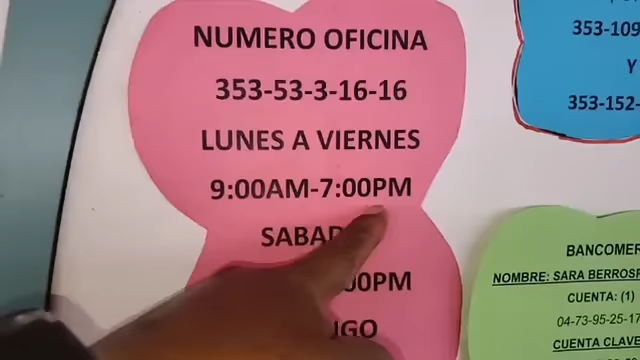 NUMERO OFICINA
353-53-3-16-16
LUNES A VIERNES
9:00AM-7:00PM
353-109
Y
353-152-
BANCOMER
NOMBRE: SARA
CUENTA: (1)
04-73-95-25-17
CUENTA CLAVE